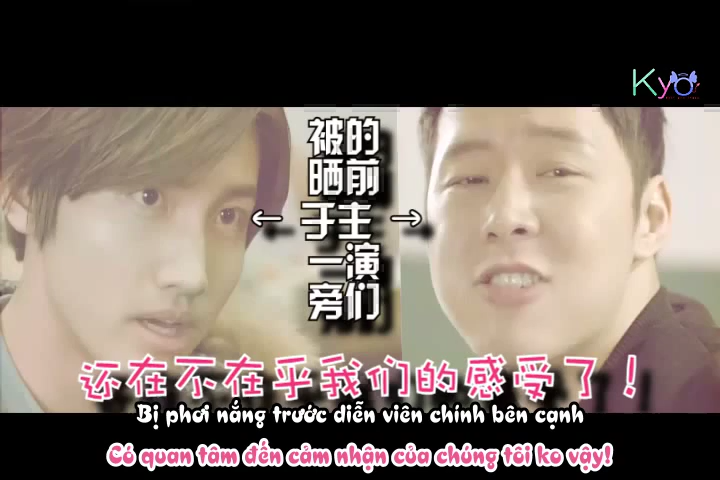 Kyo
被的
晒前
← 于主 →
一演
旁们
还在不在乎我们的感受了！
Bị phơi nắng trước diễn viên chính bên cạnh
Có quan tâm đến cảm nhận của chúng tôi ko vậy!